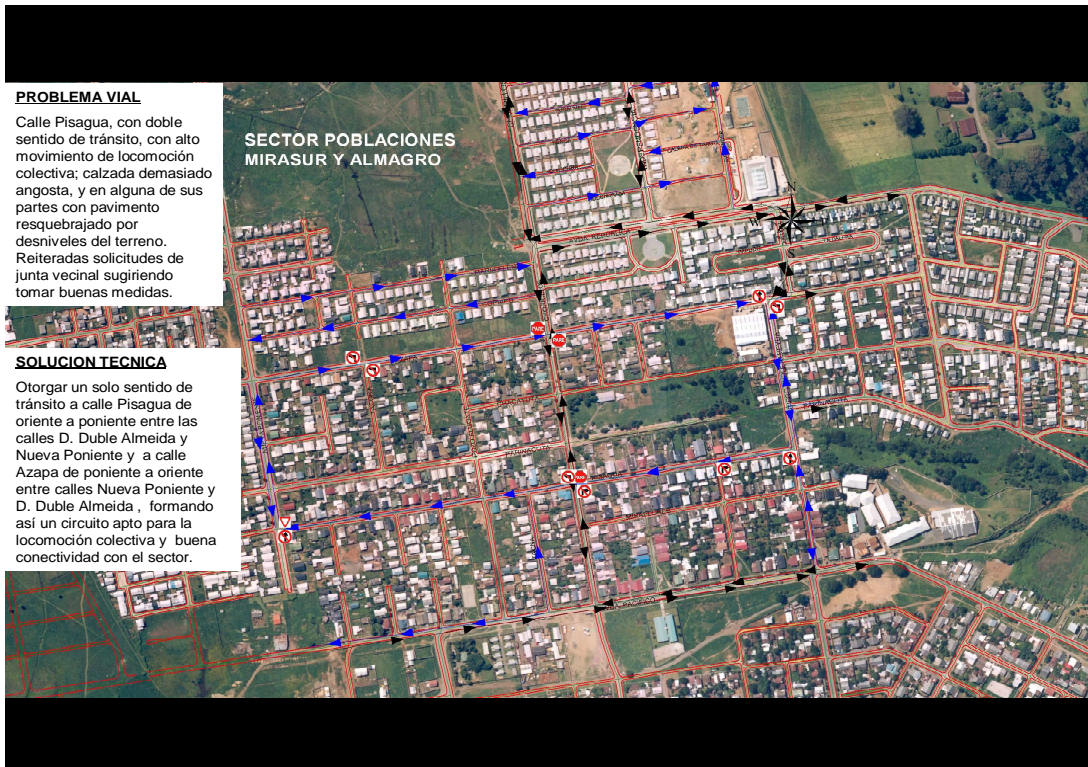 PROBLEMA VIAL
Calle Pisagua, con doble
sentido de tránsito, con alto
movimiento de locomoción
colectiva; calzada demasiado
angosta, y en alguna de sus
partes con pavimento
resquebrajado por
desniveles del terreno.
Reiteradas solicitudes de
junta vecinal sugiriendo
tomar buenas medidas.
SOLUCION TECNICA
Otorgar un solo sentido de
tránsito a calle Pisagua de
oriente a poniente entre las
calles D. Duble Almeida y
Nueva Poniente y a calle
Azapa de poniente a oriente
entre calles Nueva Poniente y
D. Duble Almeida , formando
así un circuito apto para la
locomoción colectiva y buena
conectividad con el sector.
SECTOR POBLACIONES
MIRASUR Y ALMAGRO
PARE
PARE
PARINACOTA
PARE